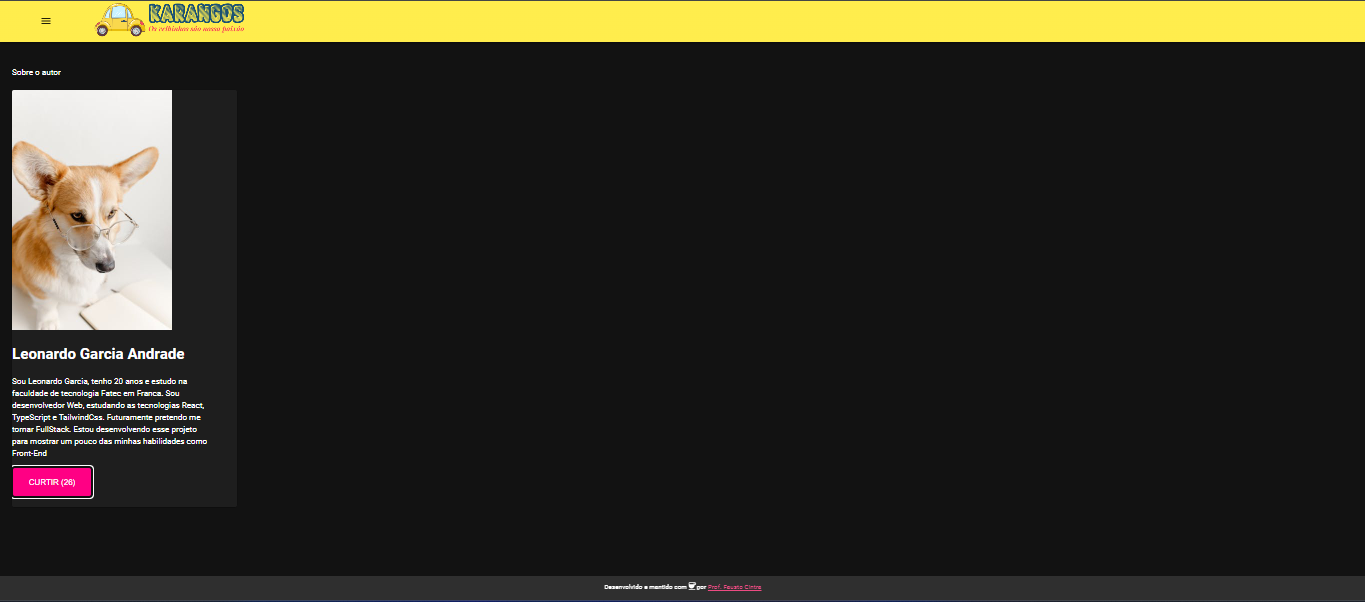 KARANGOS
Os velhinhos são nossa paixão
Sobre o autor
Leonardo Garcia Andrade
Sou Leonardo Garcia, tenho 20 anos e estudo na
faculdade de tecnologia Fatec em Franca. Sou
desenvolvedor Web, estudando as tecnologias React,
TypeScript e TailwindCss. Futuramente pretendo me
tornar FullStack. Estou desenvolvendo esse projeto
para mostrar um pouco das minhas habilidades como
Front-End
CURTIR (26)
Desenvolvido e mantido com por Prof. Fausto Cintra